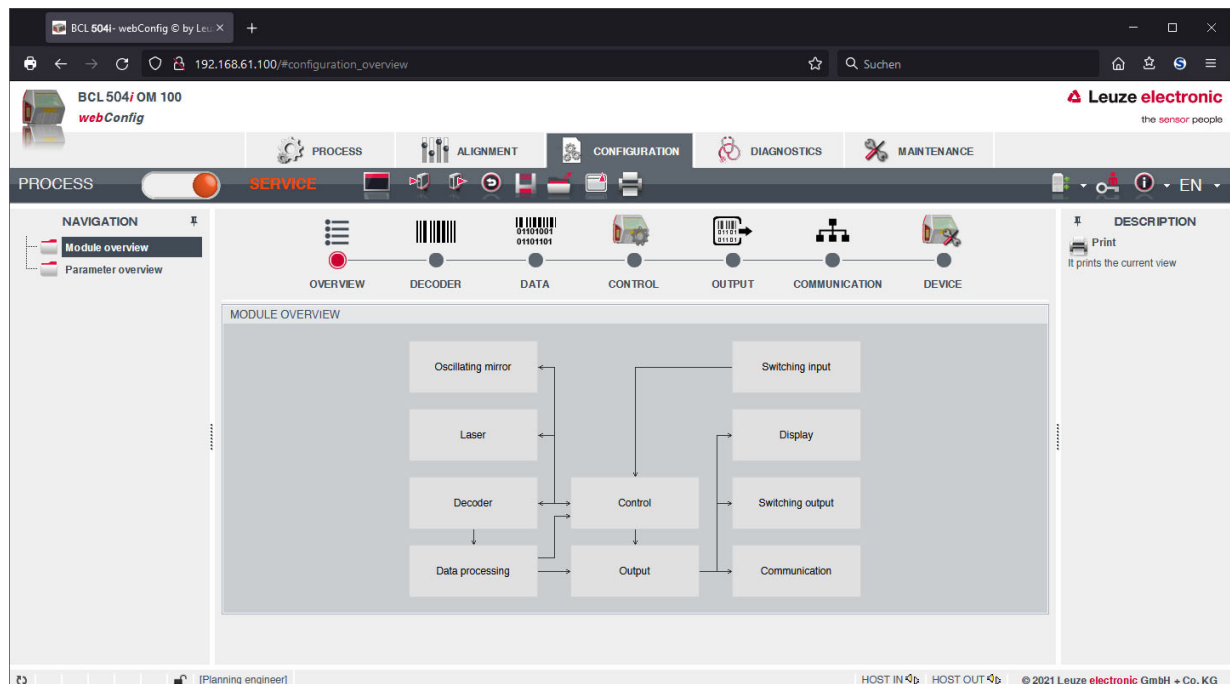 BCL 504i- webConfig © by Leu
192.168.61.100/#configuration_overview
Suchen
BCL 504i OM 100
webConfig
Leuze electronic
the sensor people
PROCESS
ALIGNMENT
CONFIGURATION
DIAGNOSTICS
MAINTENANCE
PROCESS
SERVICE
EN
NAVIGATION
Module overview
Parameter overview
01101001
01101101
01101
01101
OVERVIEW
DECODER
DATA
CONTROL
OUTPUT
COMMUNICATION
DEVICE
DESCRIPTION
Print
It prints the current view
MODULE OVERVIEW
Oscillating mirror
Switching input
Laser
Display
Decoder
Control
Switching output
Data processing
Output
Communication
[Planning engineer]
HOST IN
HOST OUT
© 2021 Leuze electronic GmbH + Co. KG